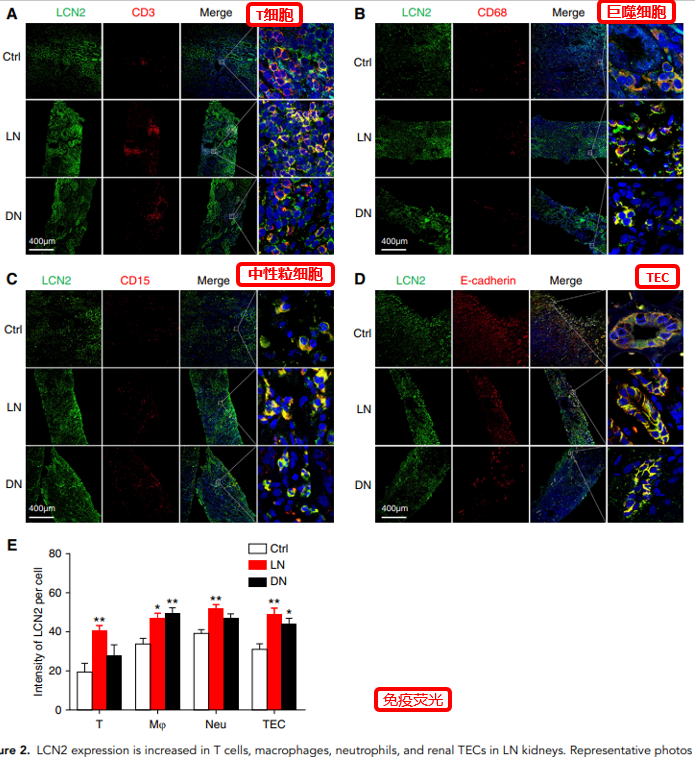 A LCN2 CD3 Merge T细胞
Ctrl
LN
DN
400μm
B LCN2 CD68 Merge 巨噬细胞
Ctrl
LN
DN
400μm
C LCN2 CD15 Merge 中性粒细胞
Ctrl
LN
DN
400μm
D LCN2 E-cadherin Merge TEC
Ctrl
LN
DN
400μm
E
Intensity of LCN2 per cell
80
60
40
20
0
Ctrl
LN
DN
**
* **
**
** *
T Mφ Neu TEC
免疫荧光
ure 2. LCN2 expression is increased in T cells, macrophages, neutrophils, and renal TECs in LN kidneys. Representative photos